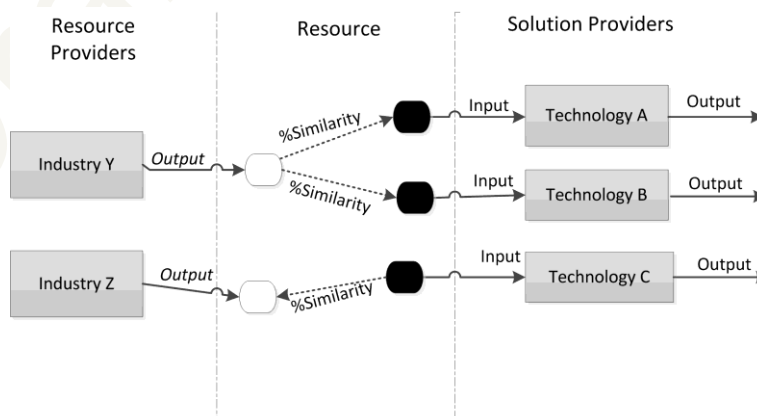 Resource
Providers
Resource
Solution Providers
%Similarity
Input
Technology A
Output
Industry Y
Output
%Similarity
Input
Technology B
Output
Industry Z
Output
%Similarity
Input
Technology C
Output